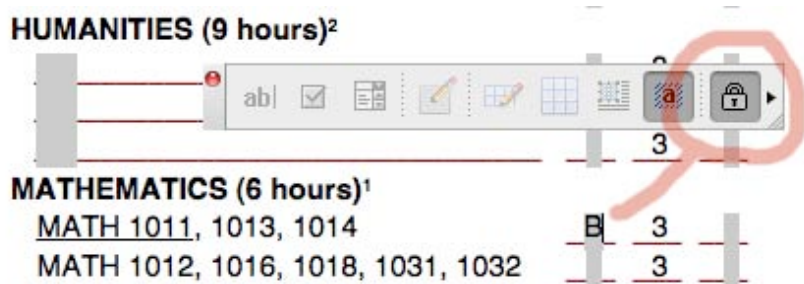 HUMANITIES (9 hours)²
ab|
a
3
MATHEMATICS (6 hours)¹
MATH 1011, 1013, 1014 B 3
MATH 1012, 1016, 1018, 1031, 1032 3